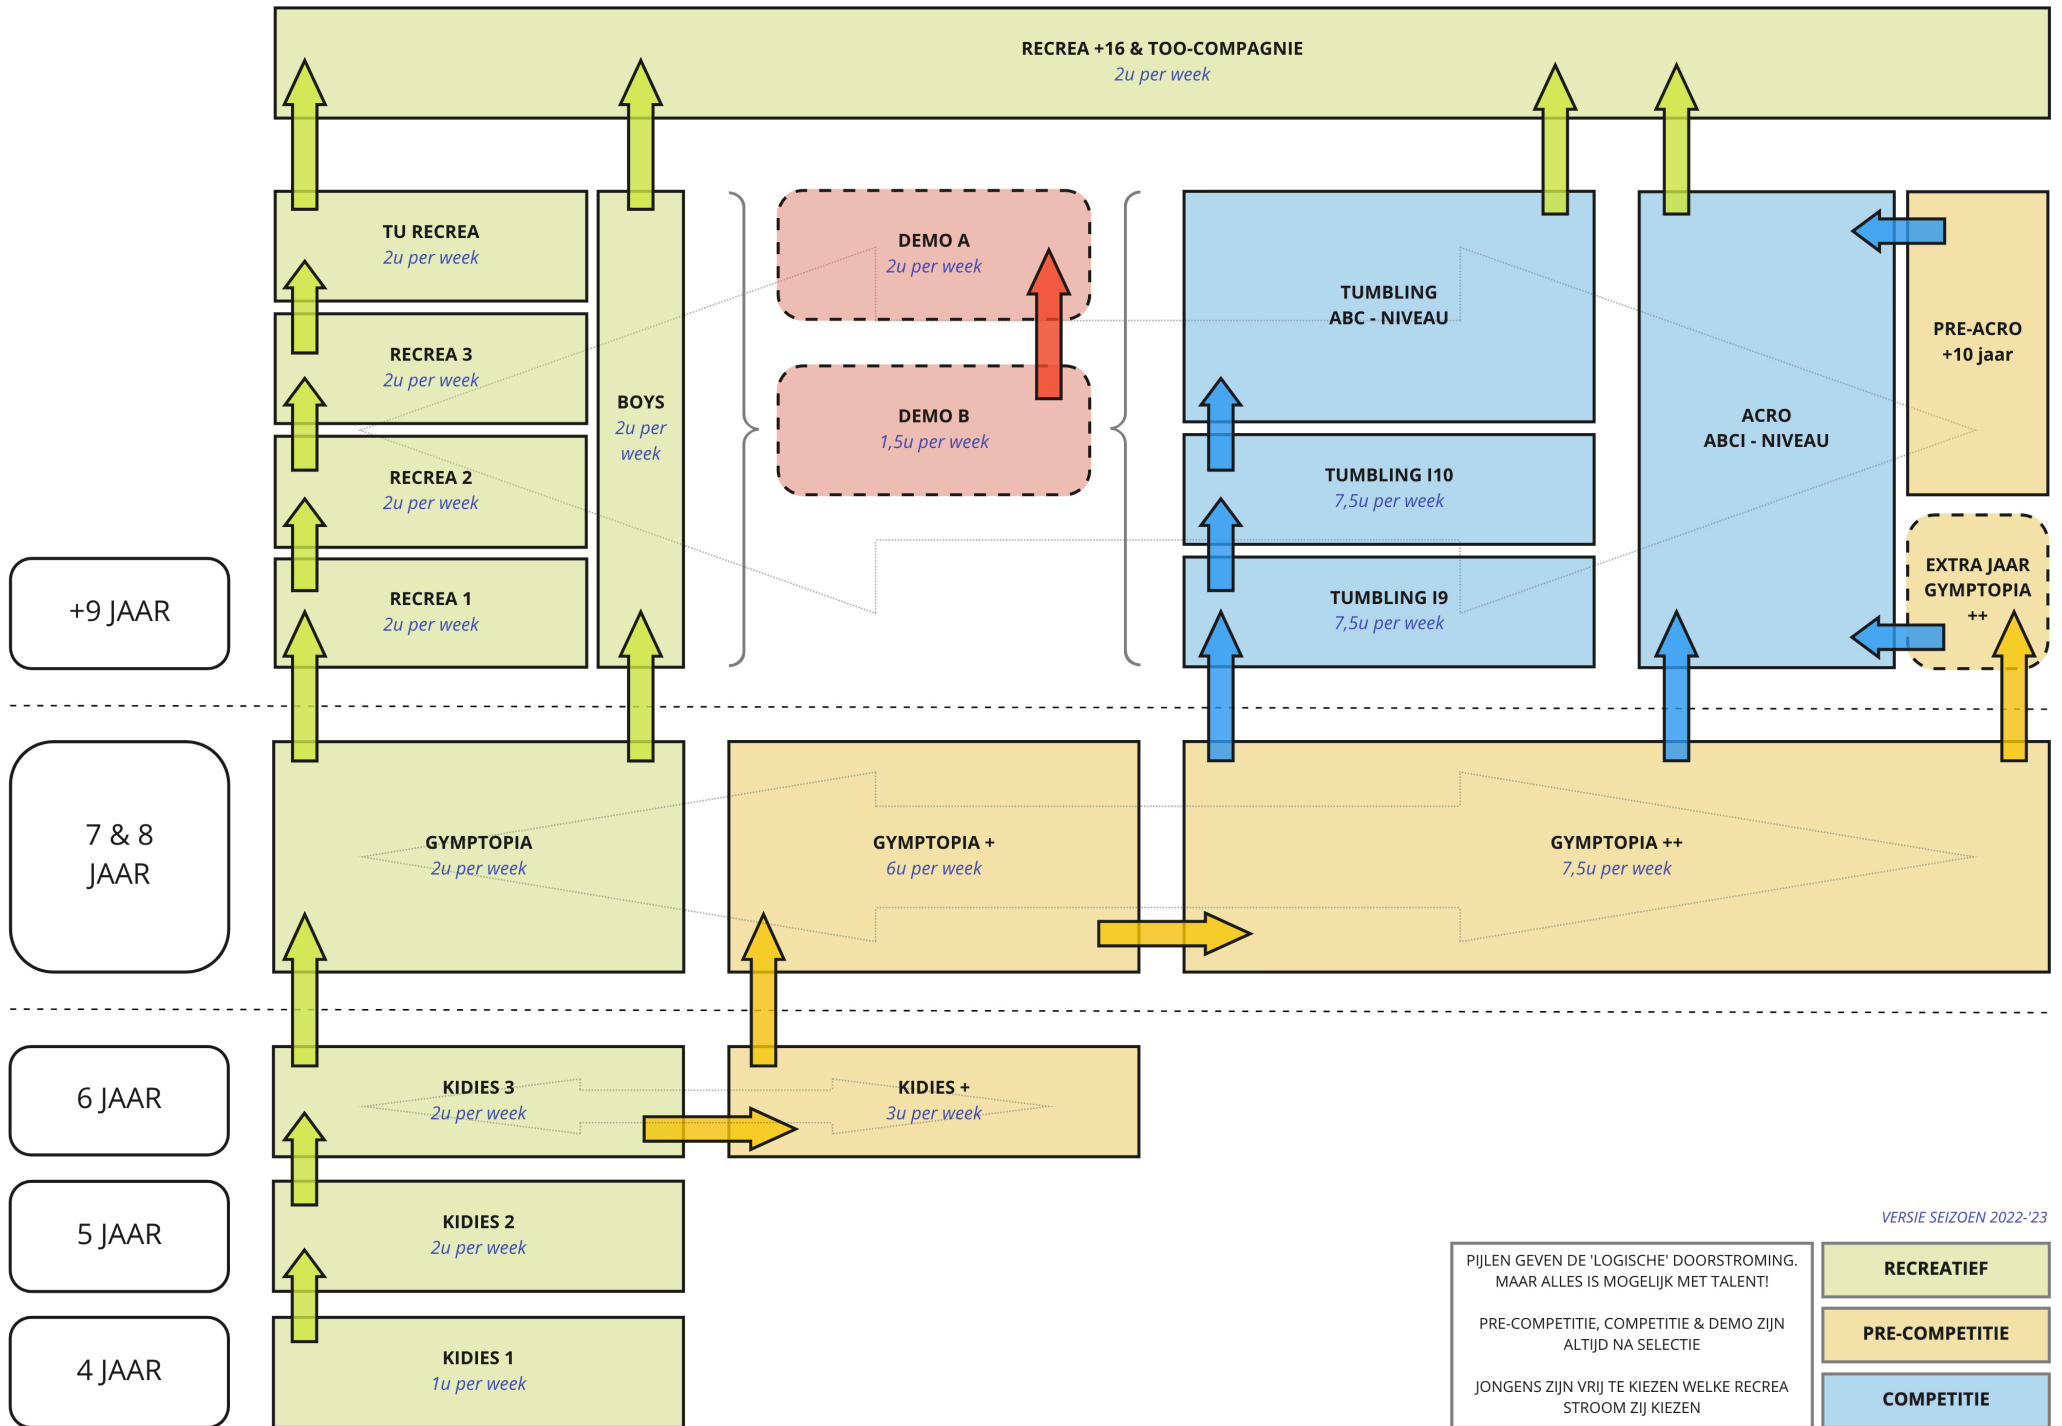 RECREA +16 & TOO-COMPAGNIE
2u per week
TU RECREA
2u per week
RECREA 3
2u per week
RECREA 2
2u per week
RECREA 1
2u per week
BOYS
2u per
week
DEMO A
2u per week
DEMO B
1,5u per week
TUMBLING
ABC - NIVEAU
TUMBLING I10
7,5u per week
TUMBLING I9
7,5u per week
ACRO
ABCI - NIVEAU
PRE-ACRO
+10 jaar
EXTRA JAAR
GYMPTOPIA
++
+9 JAAR
7 & 8
JAAR
GYMPTOPIA
2u per week
GYMPTOPIA +
6u per week
GYMPTOPIA ++
7,5u per week
6 JAAR
KIDIES 3
2u per week
KIDIES +
3u per week
5 JAAR
KIDIES 2
2u per week
4 JAAR
KIDIES 1
1u per week
VERSIE SEIZOEN 2022-'23
PIJLEN GEVEN DE 'LOGISCHE' DOORSTROMING.
MAAR ALLES IS MOGELIJK MET TALENT!
PRE-COMPETITIE, COMPETITIE & DEMO ZIJN
ALTIJD NA SELECTIE
JONGENS ZIJN VRIJ TE KIEZEN WELKE RECREA
STROOM ZIJ KIEZEN
RECREATIEF
PRE-COMPETITIE
COMPETITIE